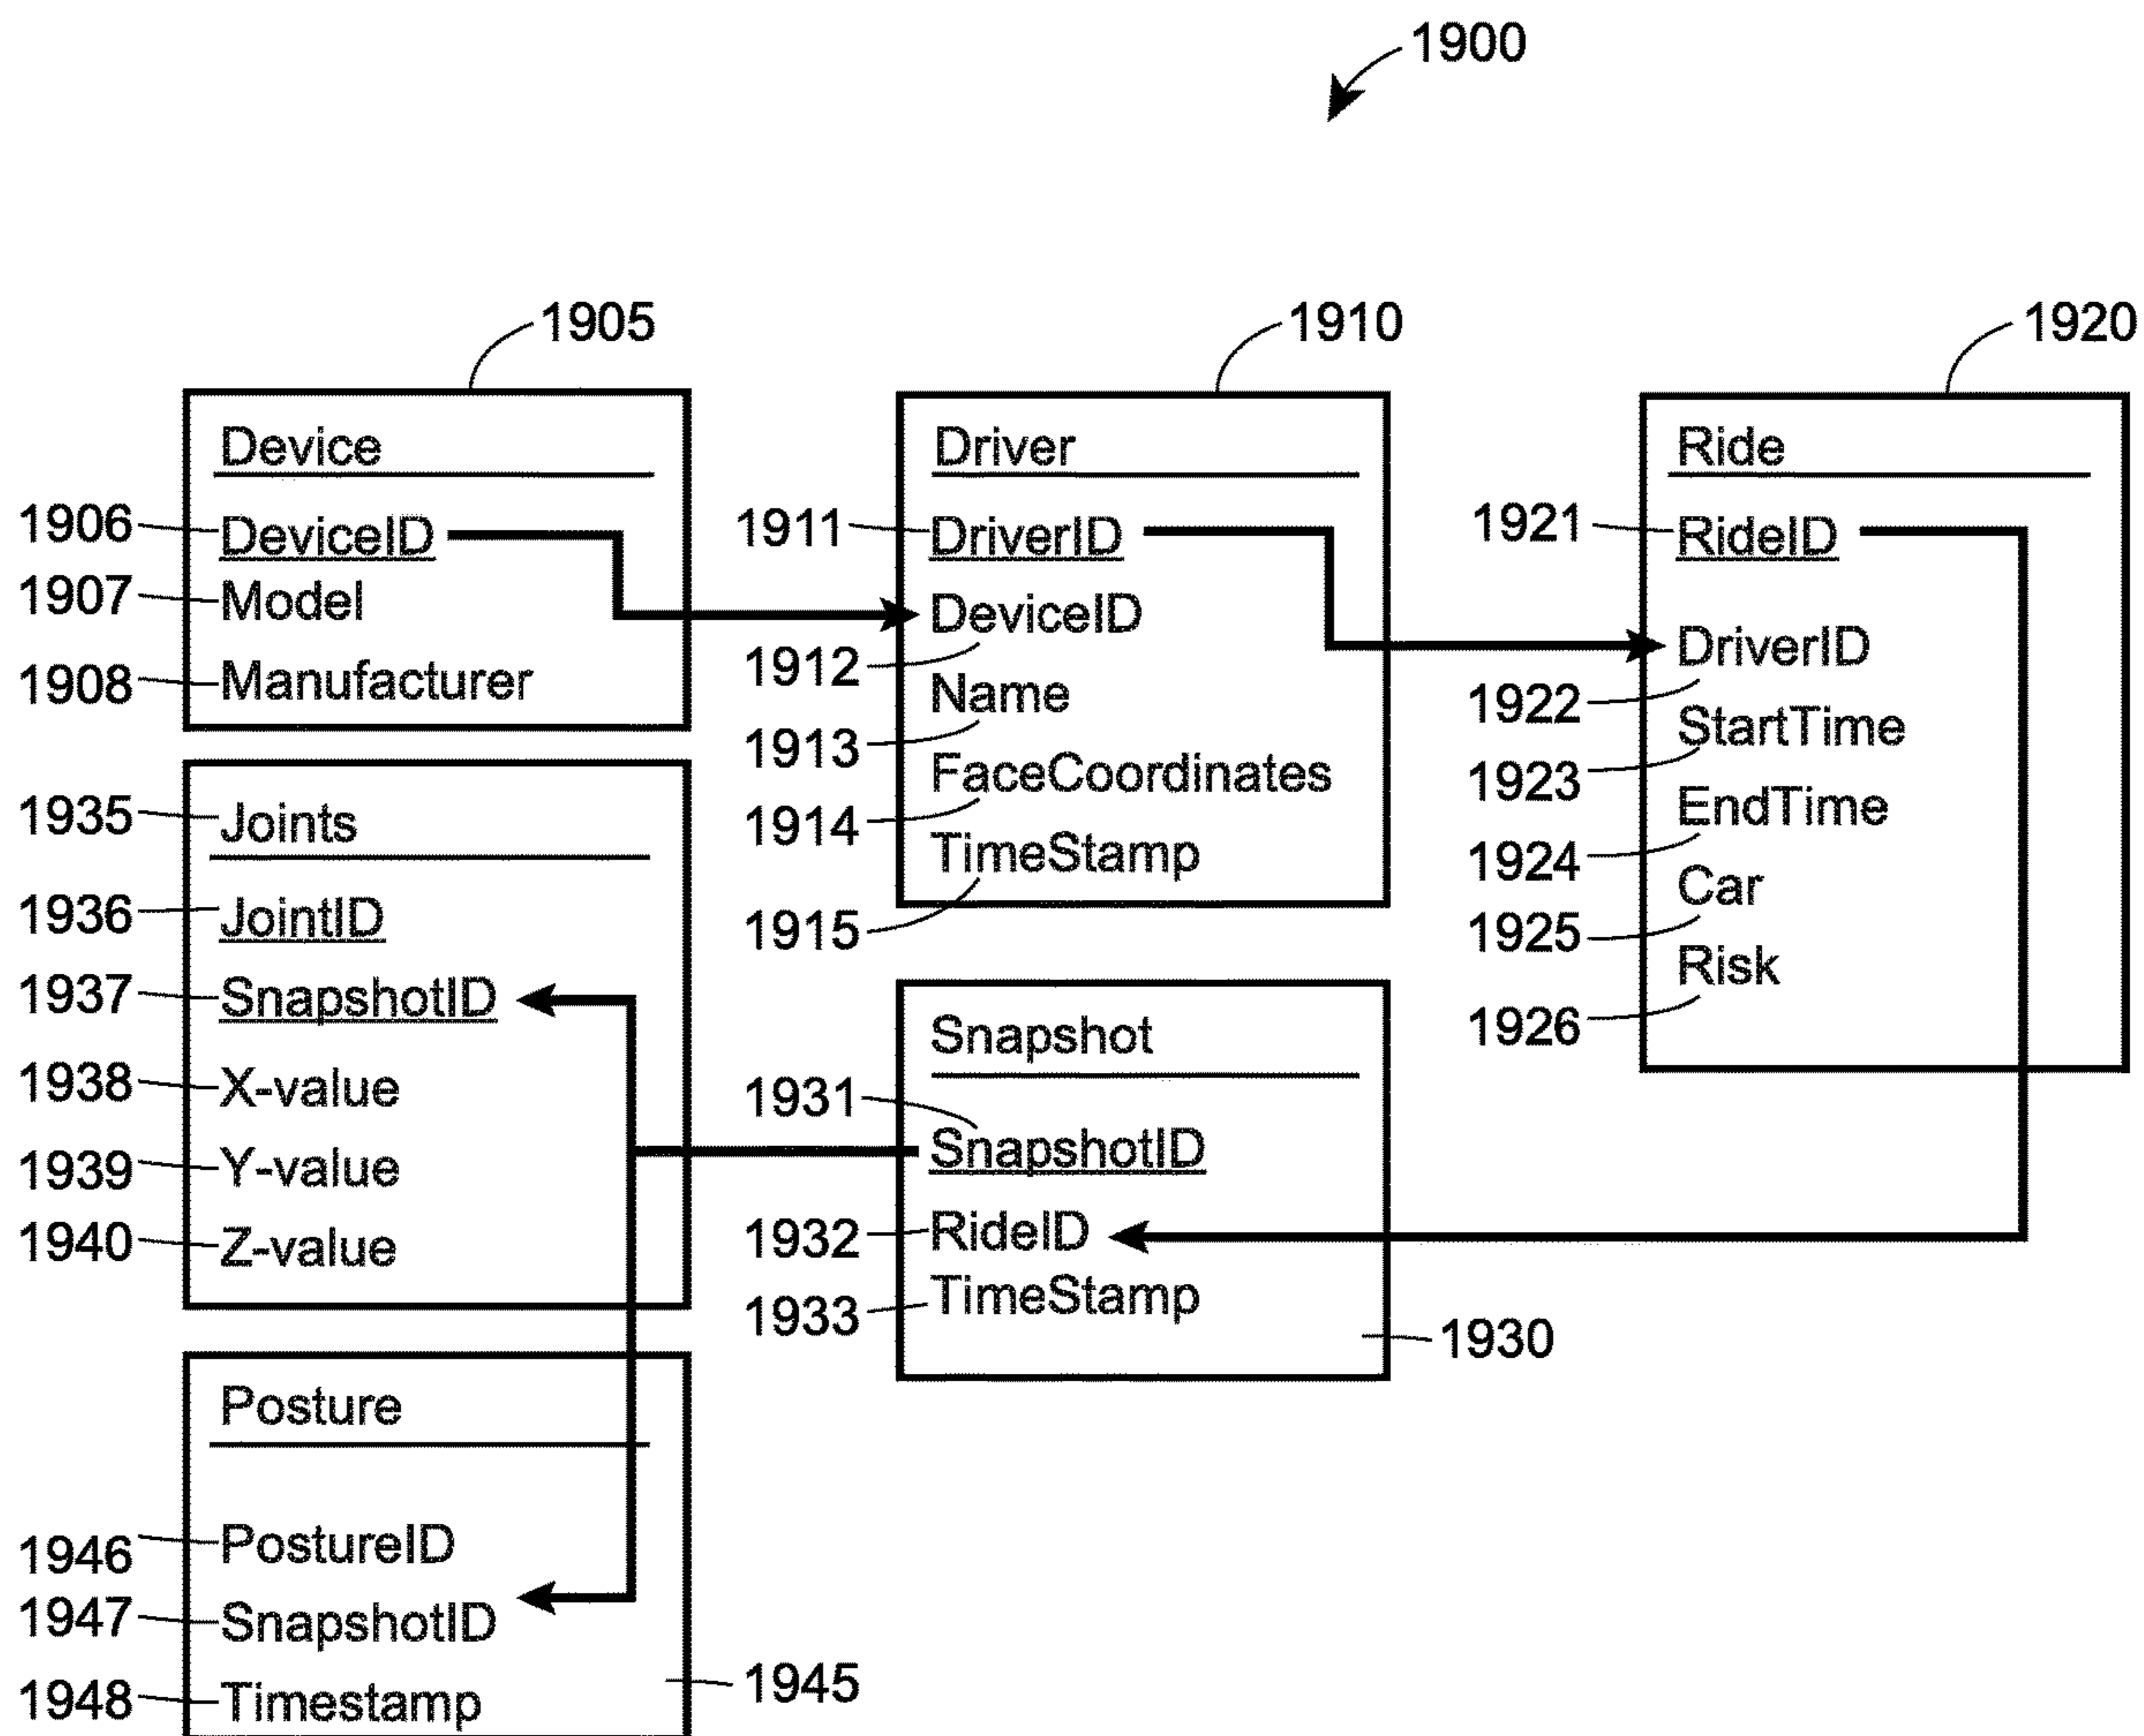 1900
1905
Device
1906 DeviceID
1907 Model
1908 Manufacturer
1910
Driver
1911 DriverID
DeviceID
1912
Name
1913
FaceCoordinates
1914
TimeStamp
1915
1920
Ride
1921 RideID
DriverID
1922
StartTime
1923
EndTime
1924
Car
1925
Risk
1926
1935 Joints
1936 JointID
1937 SnapshotID
1938 X-value
1939 Y-value
1940 Z-value
Snapshot
1931
SnapshotID
1932 RideID
TimeStamp
1933
1930
Posture
1946 PostureID
1947 SnapshotID
1948 Timestamp
1945